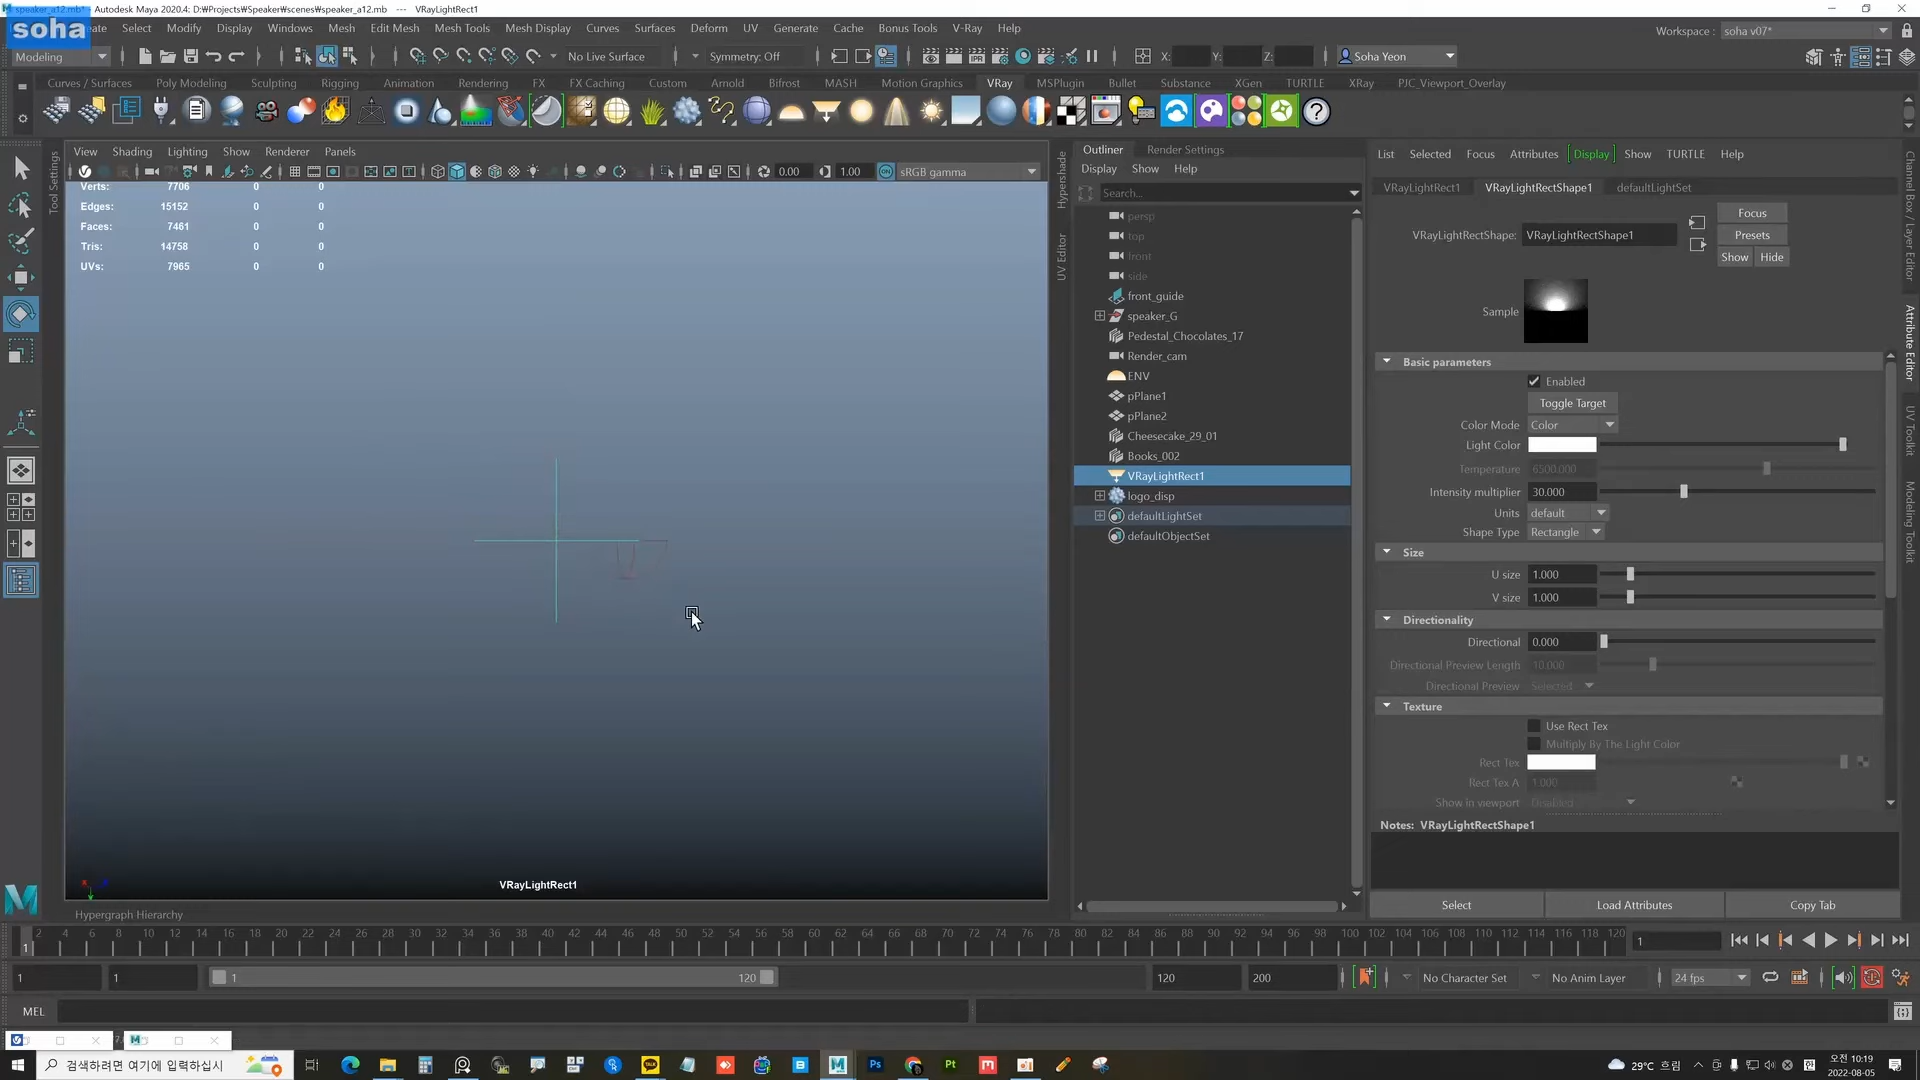 speaker_a12.mb* - Autodesk Maya 2020.4: D:\Projects\Speaker\scenes\speaker_a12.mb --- VRayLightRect1
soha
Select Modify Display Windows Mesh Edit Mesh Mesh Tools Mesh Display Curves Surfaces Deform UV Generate Cache Bonus Tools V-Ray Help
Workspace : soha v07*
Modeling
No Live Surface
Symmetry: Off
X:
Y:
Z:
Soha Yeon
Curves / Surfaces Poly Modeling Sculpting Rigging Animation Rendering FX FX Caching Custom Arnold Bifrost MASH Motion Graphics VRay MSPlugin Bullet Substance XGen TURTLE XRay PJC_Viewport_Overlay
Tool Settings
View Shading Lighting Show Renderer Panels
0.00
1.00
sRGB gamma
Verts: 7706 0 0
Edges: 15152 0 0
Faces: 7461 0 0
Tris: 14758 0 0
UVs: 7965 0 0
VRayLightRect1
Hypergraph Hierarchy
Hypershade
UV Editor
Outliner
Render Settings
Display Show Help
Search...
persp
top
front
side
front_guide
speaker_G
Pedestal_Chocolates_17
Render_cam
ENV
pPlane1
pPlane2
Cheesecake_29_01
Books_002
VRayLightRect1
logo_disp
defaultLightSet
defaultObjectSet
List Selected Focus Attributes Display Show TURTLE Help
VRayLightRect1 VRayLightRectShape1 defaultLightSet
VRayLightRectShape: VRayLightRectShape1
Focus
Presets
Show Hide
Sample
Basic parameters
Enabled
Toggle Target
Color Mode Color
Light Color
Temperature 6500.000
Intensity multiplier 30.000
Units default
Shape Type Rectangle
Size
U size 1.000
V size 1.000
Directionality
Directional 0.000
Directional Preview Length 10.000
Directional Preview Selected
Texture
Use Rect Tex
Multiply By The Light Color
Rect Tex
Rect Tex A 1.000
Show in viewport Disabled
Notes: VRayLightRectShape1
Select
Load Attributes
Copy Tab
Channel Box / Layer Editor
Attribute Editor
UV Toolkit
Modeling Toolkit
1 2 4 6 8 10 12 14 16 18 20 22 24 26 28 30 32 34 36 38 40 42 44 46 48 50 52 54 56 58 60 62 64 66 68 70 72 74 76 78 80 82 84 86 88 90 92 94 96 98 100 102 104 106 108 110 112 114 116 118 120
1
1
1
1
120
120
200
No Character Set
No Anim Layer
24 fps
MEL
검색하려면 여기에 입력하십시
29°C 흐림
오전 10:19
2022-08-05